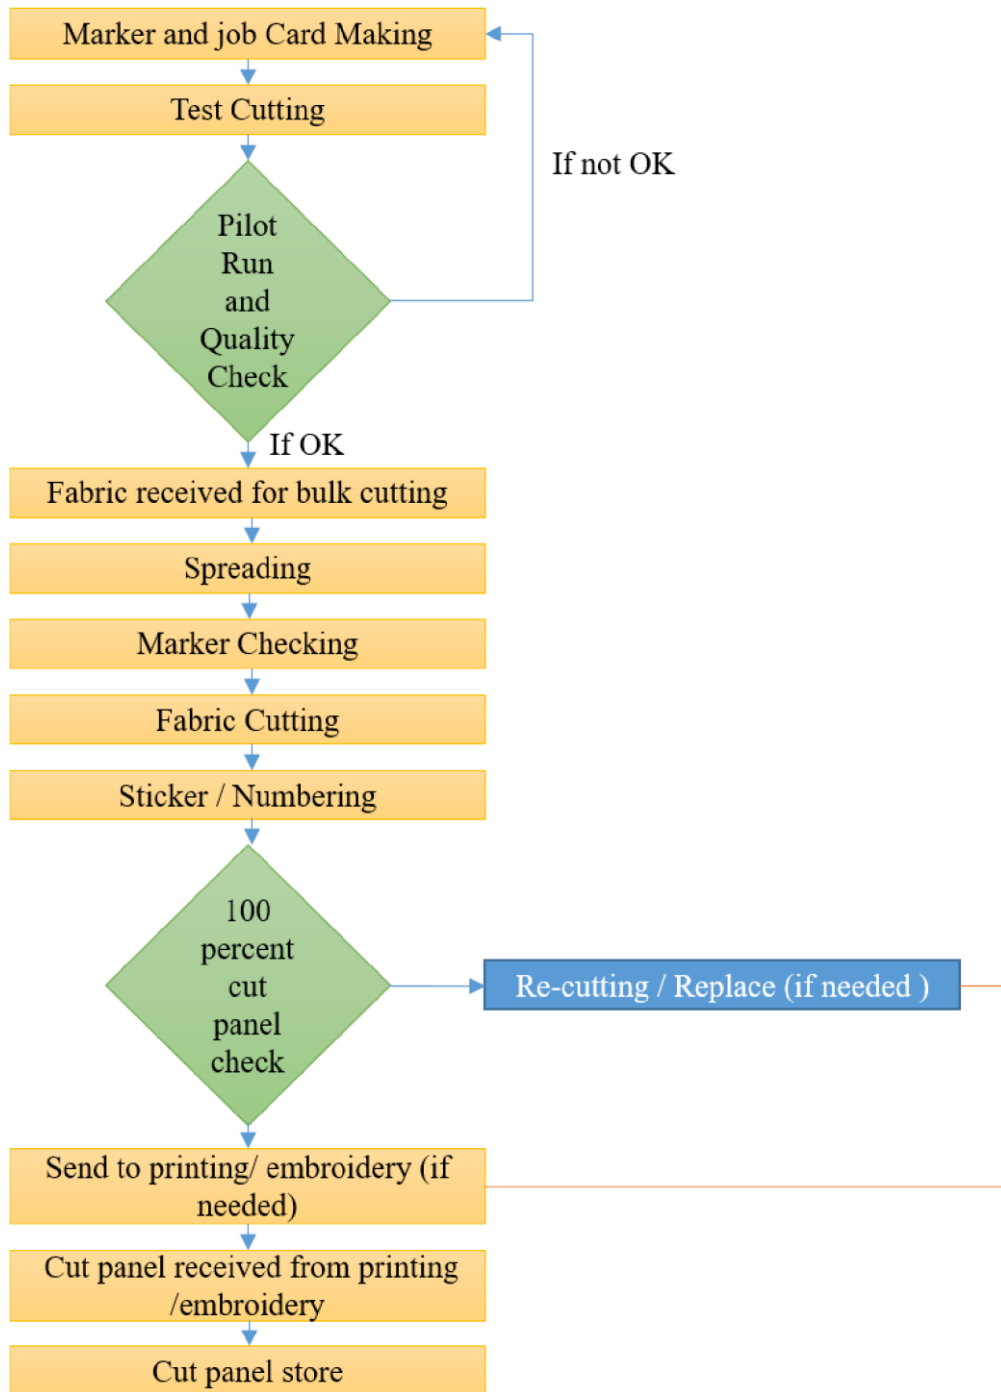 Marker and job Card Making
Test Cutting
If not OK
Pilot
Run
and
Quality
Check
If OK
Fabric received for bulk cutting
Spreading
Marker Checking
Fabric Cutting
Sticker / Numbering
100
percent
cut
panel
check
Re-cutting / Replace (if needed )
Send to printing/ embroidery (if
needed)
Cut panel received from printing
/embroidery
Cut panel store